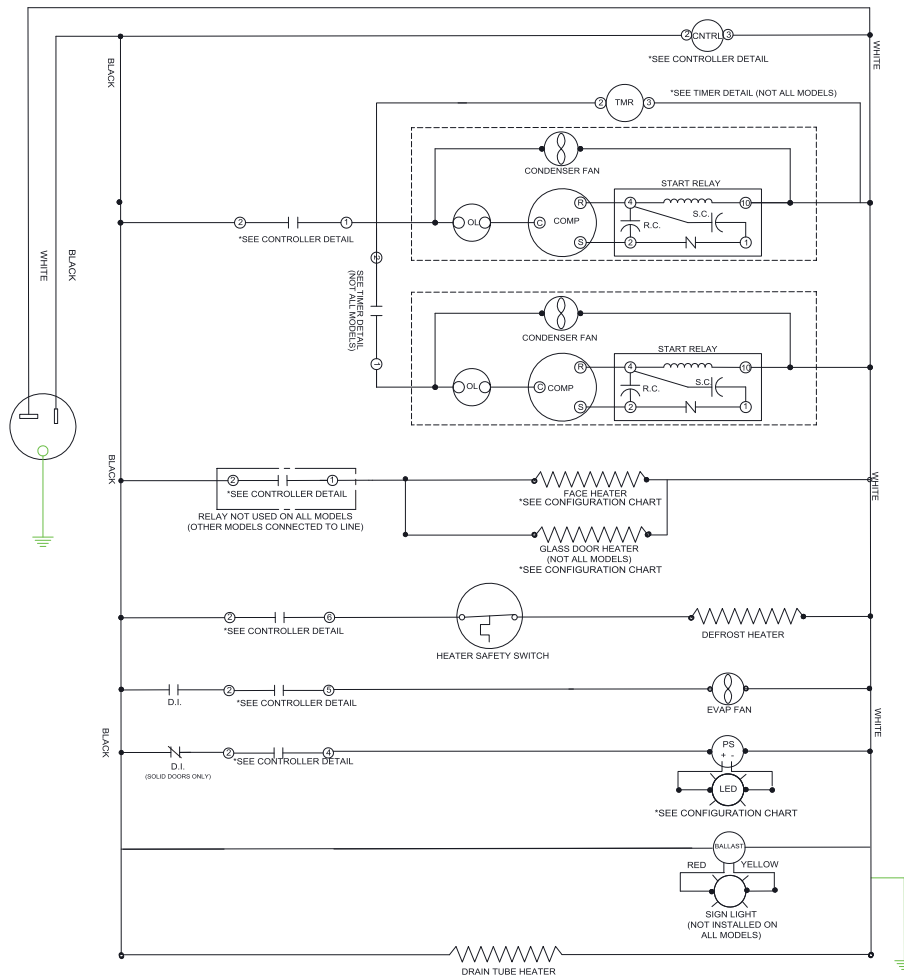 2
CNTRL
3
*SEE CONTROLLER DETAIL
WHITE
BLACK
2
TMR
3
*SEE TIMER DETAIL (NOT ALL MODELS)
CONDENSER FAN
START RELAY
2
1
*SEE CONTROLLER DETAIL
OL
C
COMP
R
S
4
10
R.C.
S.C.
2
N
1
WHITE
BLACK
2
SEE TIMER DETAIL
(NOT ALL MODELS)
1
CONDENSER FAN
START RELAY
OL
C
COMP
R
S
4
10
R.C.
S.C.
2
N
1
BLACK
WHITE
2
1
*SEE CONTROLLER DETAIL
RELAY NOT USED ON ALL MODELS
(OTHER MODELS CONNECTED TO LINE)
FACE HEATER
*SEE CONFIGURATION CHART
GLASS DOOR HEATER
(NOT ALL MODELS)
*SEE CONFIGURATION CHART
2
6
*SEE CONTROLLER DETAIL
HEATER SAFETY SWITCH
DEFROST HEATER
D.I.
2
5
*SEE CONTROLLER DETAIL
EVAP FAN
BLACK
WHITE
D.I.
(SOLID DOORS ONLY)
2
4
*SEE CONTROLLER DETAIL
PS
+ -
LED
*SEE CONFIGURATION CHART
BALLAST
RED
YELLOW
SIGN LIGHT
(NOT INSTALLED ON
ALL MODELS)
DRAIN TUBE HEATER